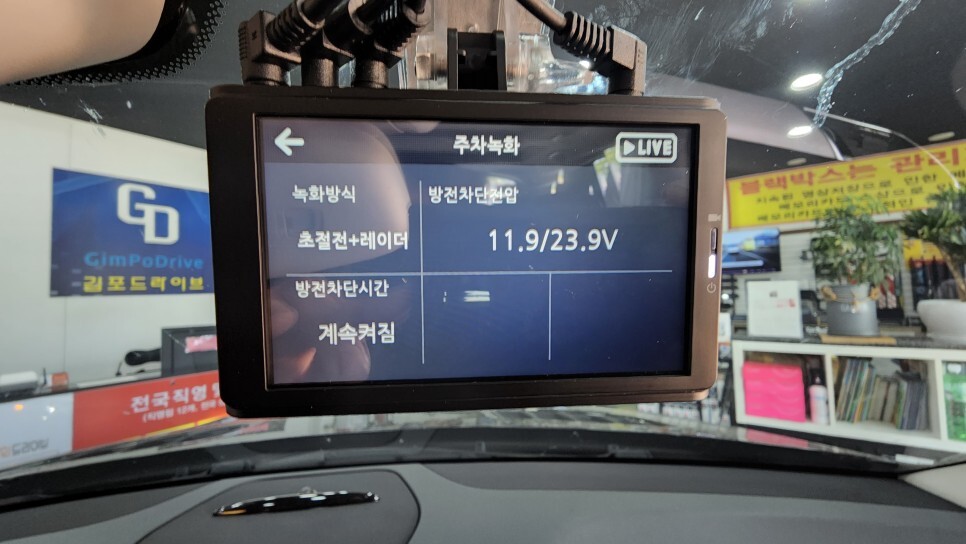 주차녹화
LIVE
녹화방식
방전차단전압
초절전+레이더
11.9/23.9V
방전차단시간
계속켜짐
GD
GimPoDrive
김포드라이브
전국직영
블랙박스는 관리